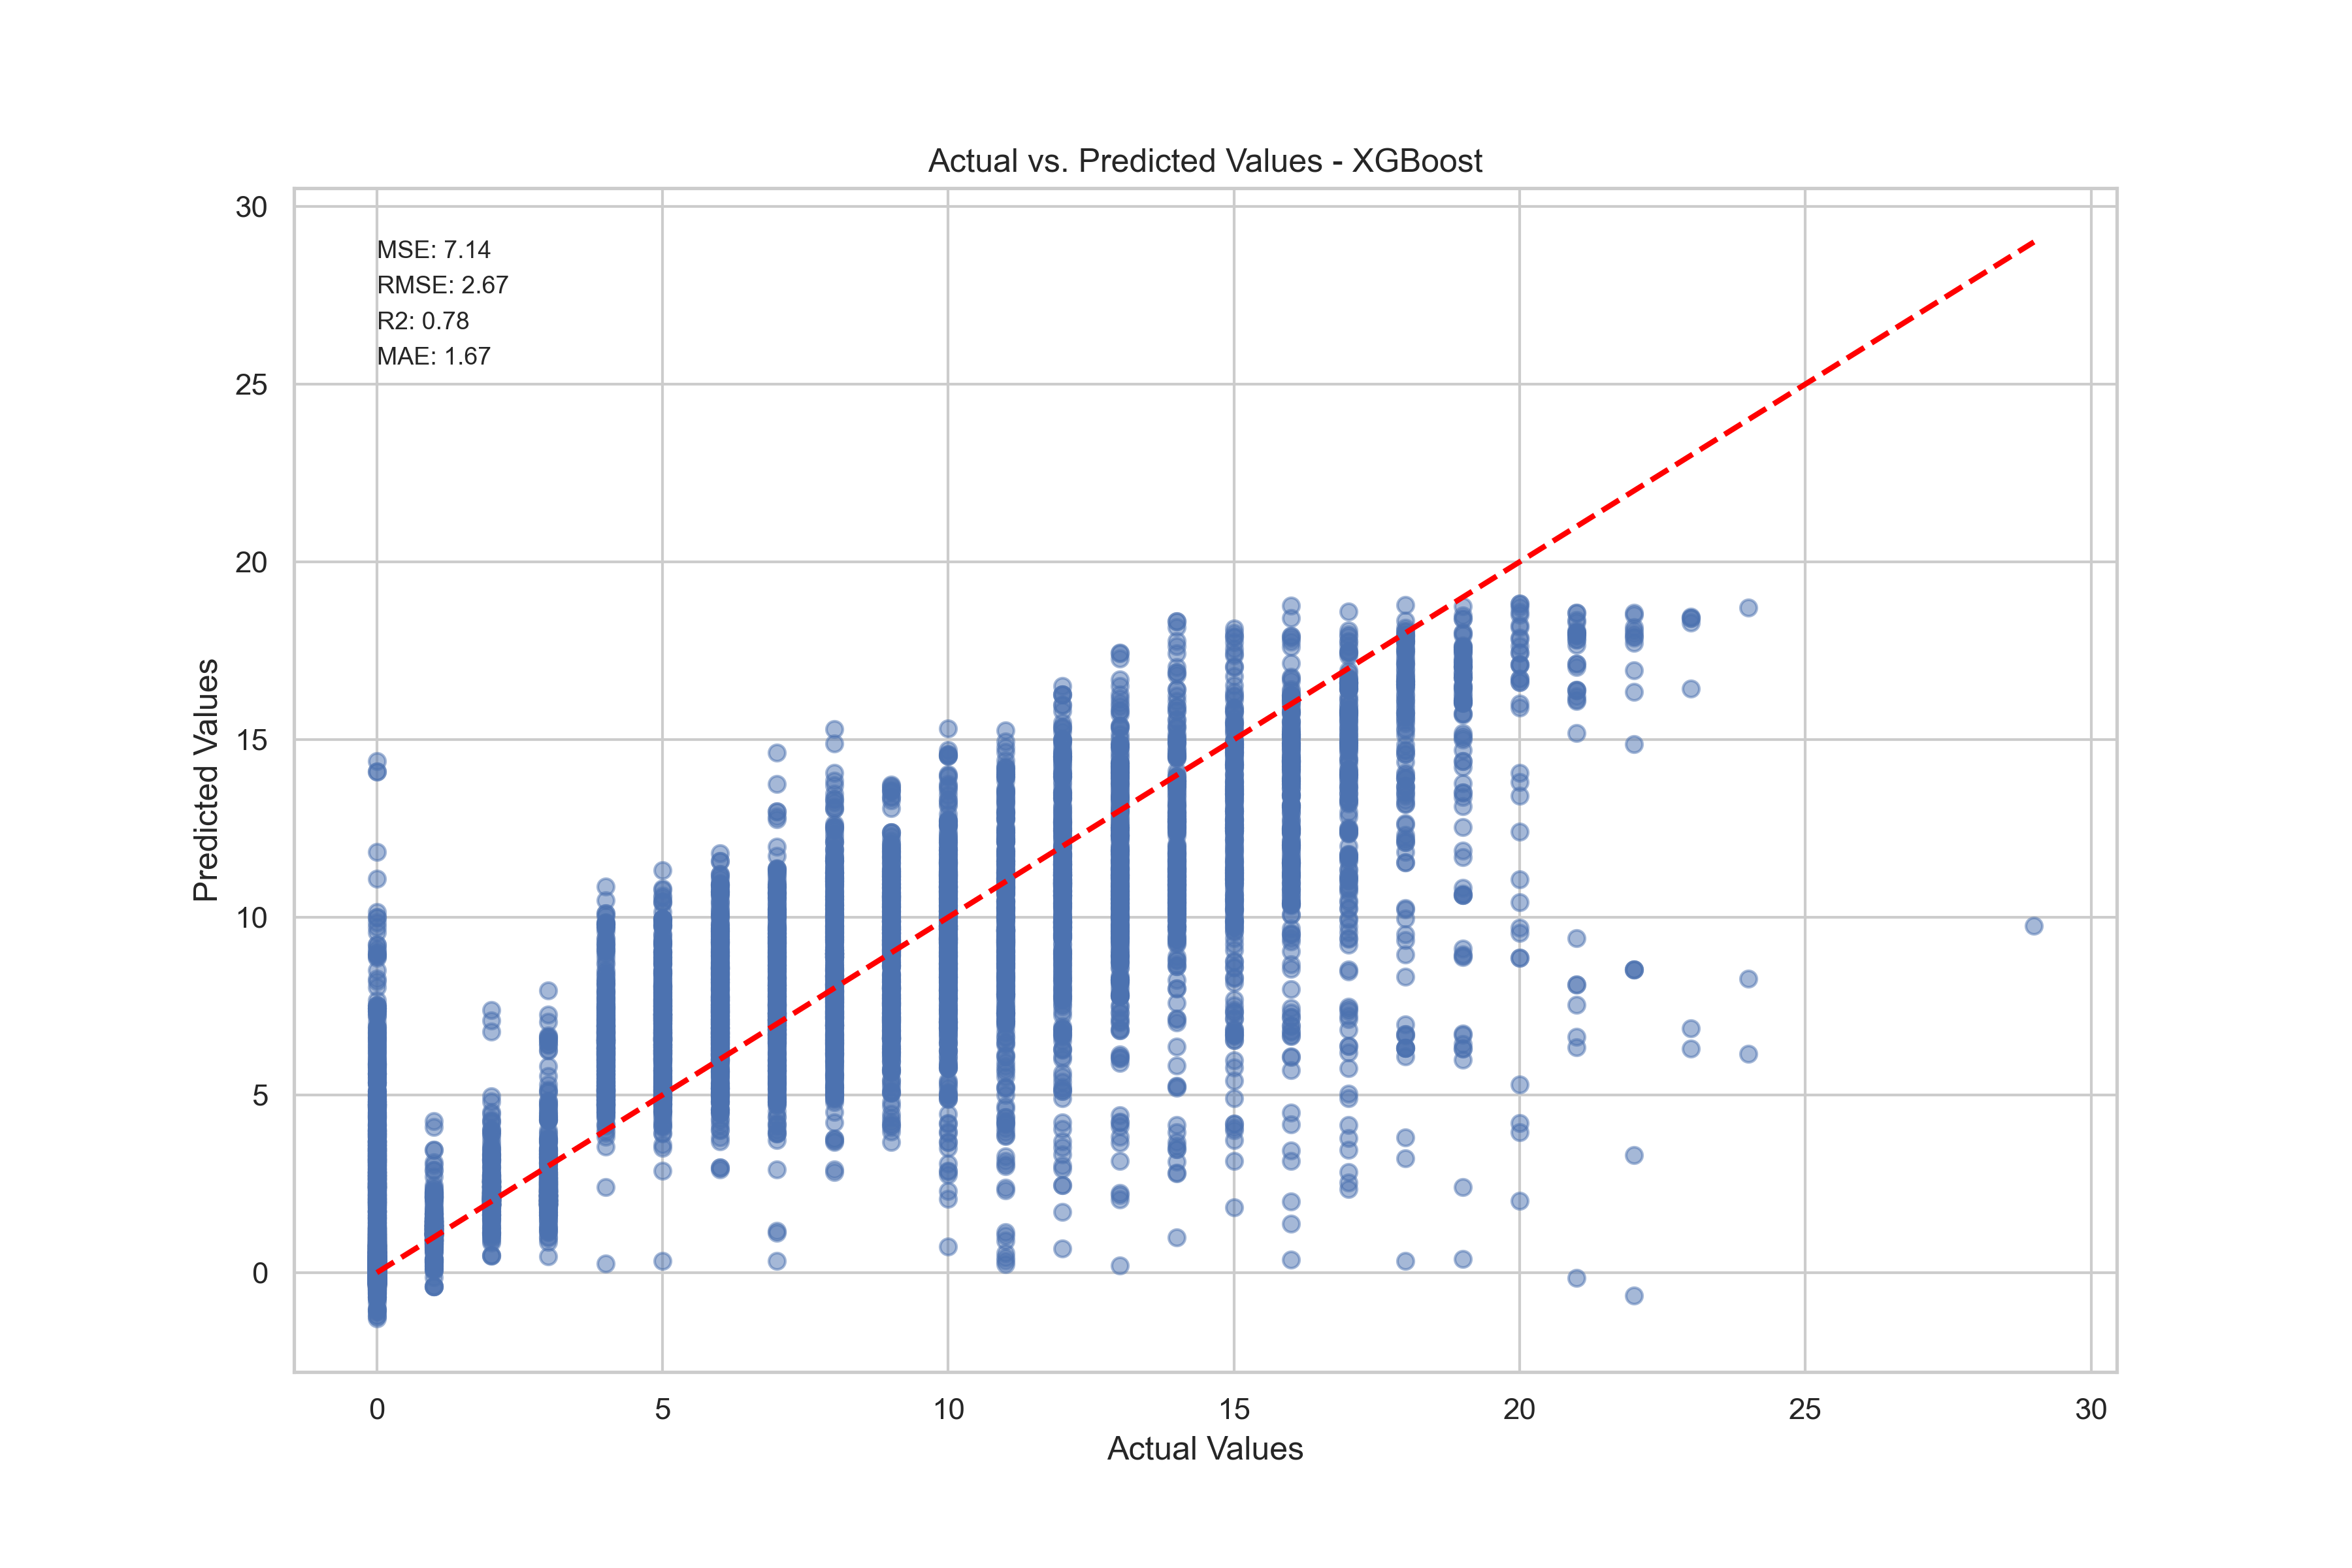 Actual vs. Predicted Values - XGBoost
30
MSE: 7.14
RMSE: 2.67
R2: 0.78
MAE: 1.67
25
20
15
10
5
0
Predicted Values
0 5 10 15 20 25 30
Actual Values